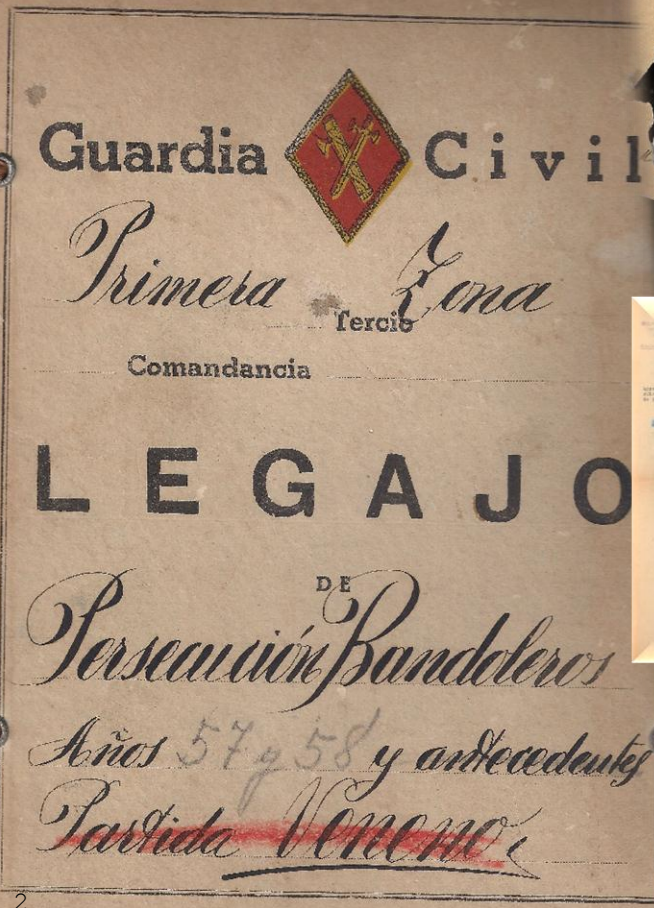 Guardia Civil
Primera Zona
Tercio
Comandancia
LEGAJO
DE
Persecución Bandoleros
Años 57 y 58 y antecedentes
Partida Veneno
2